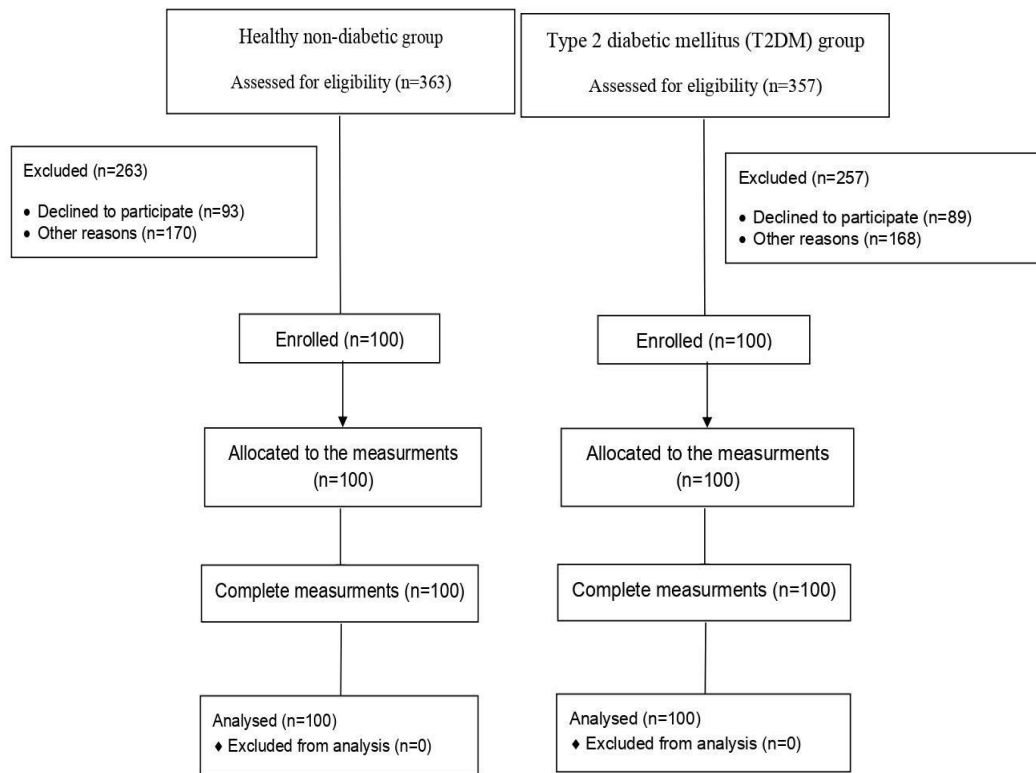 Healthy non-diabetic group
Assessed for eligibility (n=363)
Type 2 diabetic mellitus (T2DM) group
Assessed for eligibility (n=357)
Excluded (n=263)
• Declined to participate (n=93)
• Other reasons (n=170)
Excluded (n=257)
• Declined to participate (n=89)
• Other reasons (n=168)
Enrolled (n=100)
Enrolled (n=100)
Allocated to the measurments
(n=100)
Allocated to the measurments
(n=100)
Complete measurments (n=100)
Complete measurments (n=100)
Analysed (n=100)
♦ Excluded from analysis (n=0)
Analysed (n=100)
♦ Excluded from analysis (n=0)